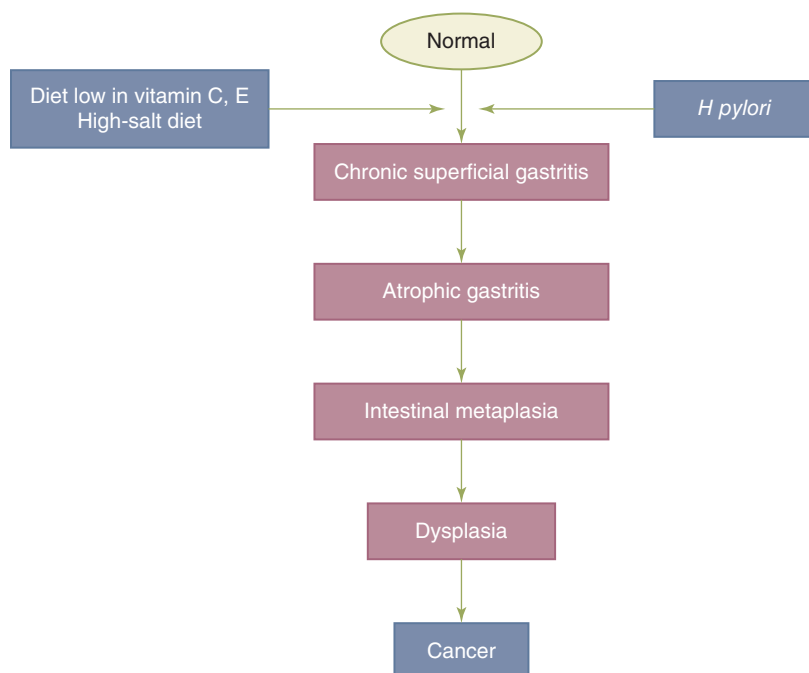 Normal
Diet low in vitamin C, E
High-salt diet
H pylori
Chronic superficial gastritis
Atrophic gastritis
Intestinal metaplasia
Dysplasia
Cancer